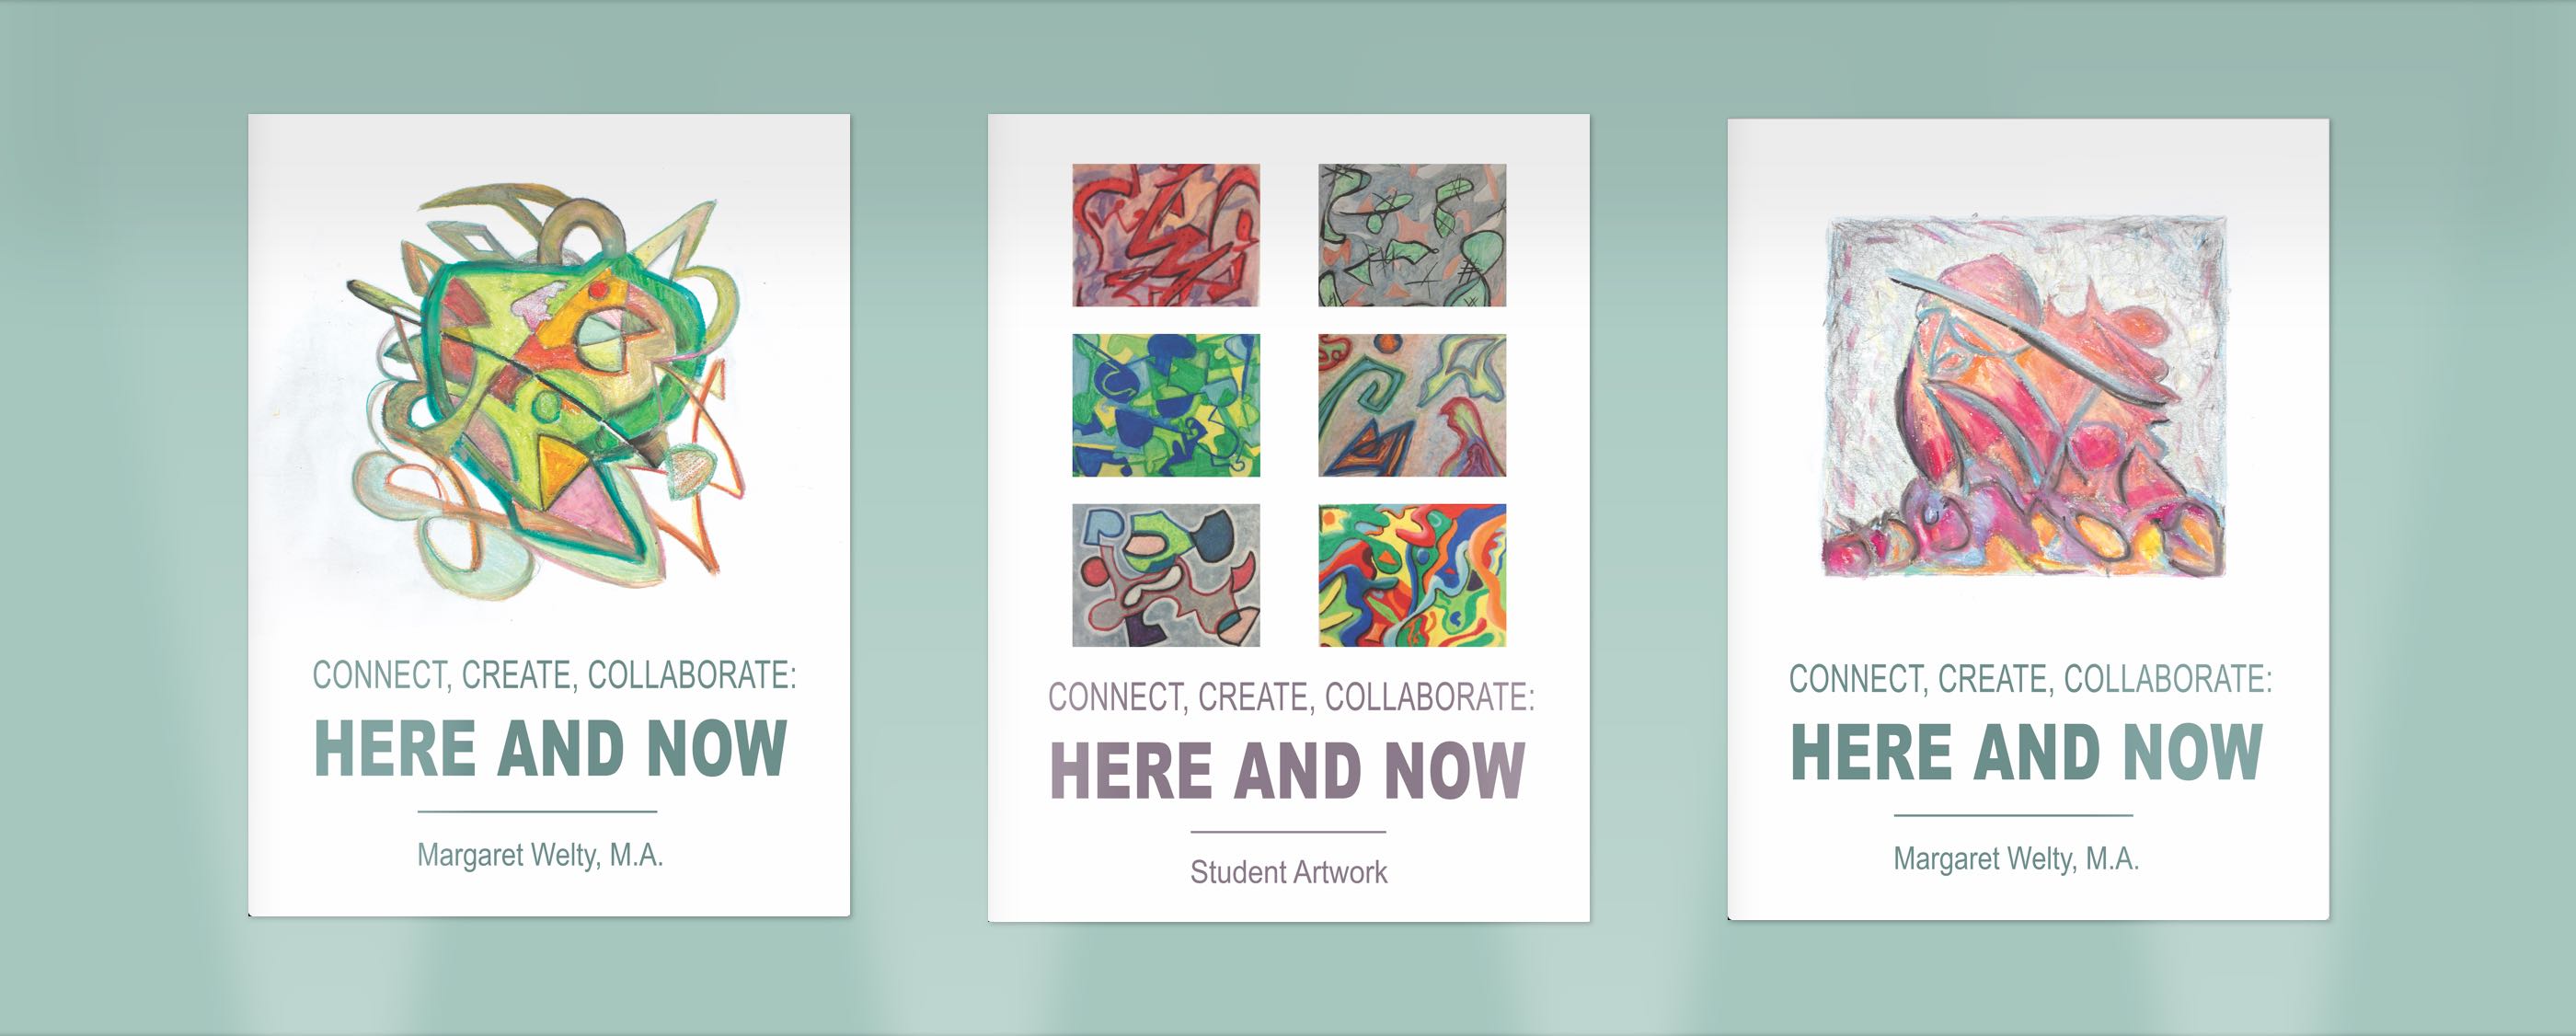 CONNECT, CREATE, COLLABORATE:
HERE AND NOW
Margaret Welty, M.A.
CONNECT, CREATE, COLLABORATE:
HERE AND NOW
Student Artwork
CONNECT, CREATE, COLLABORATE:
HERE AND NOW
Margaret Welty, M.A.